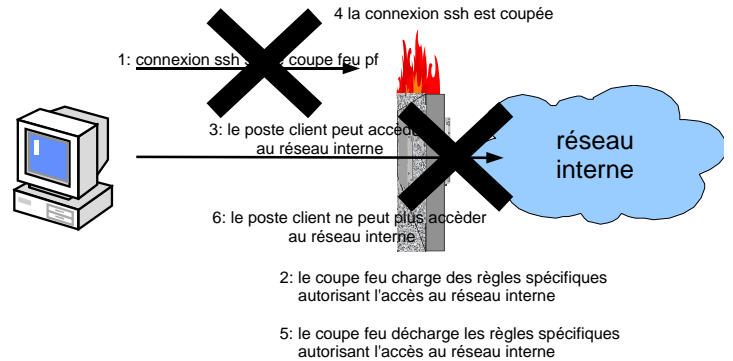 4 la connexion ssh est coupée
1: connexion ssh coupe feu pf
3: le poste client peut
au réseau interne
réseau
interne
6: le poste client ne peut plus accèder
au réseau interne
2: le coupe feu charge des règles spécifiques
autorisant l'accès au réseau interne
5: le coupe feu décharge les règles spécifiques
autorisant l'accès au réseau interne